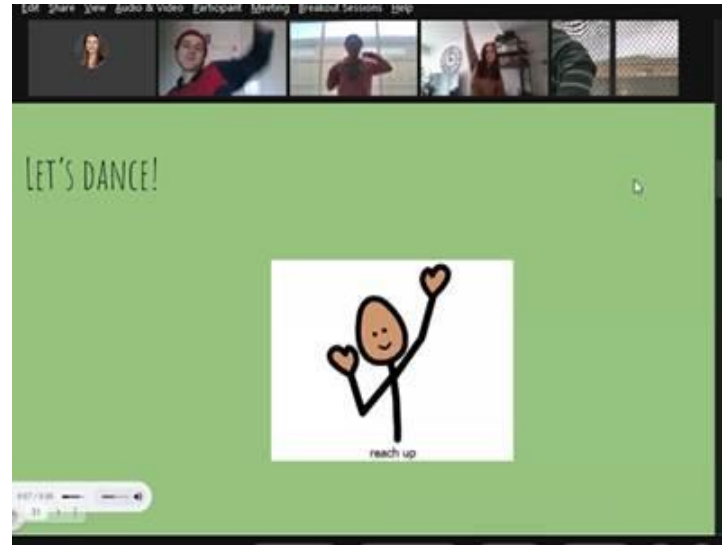 Edit Share View Audio & Video Participant Meeting Breakout Sessions Help
LET'S DANCE!
reach up